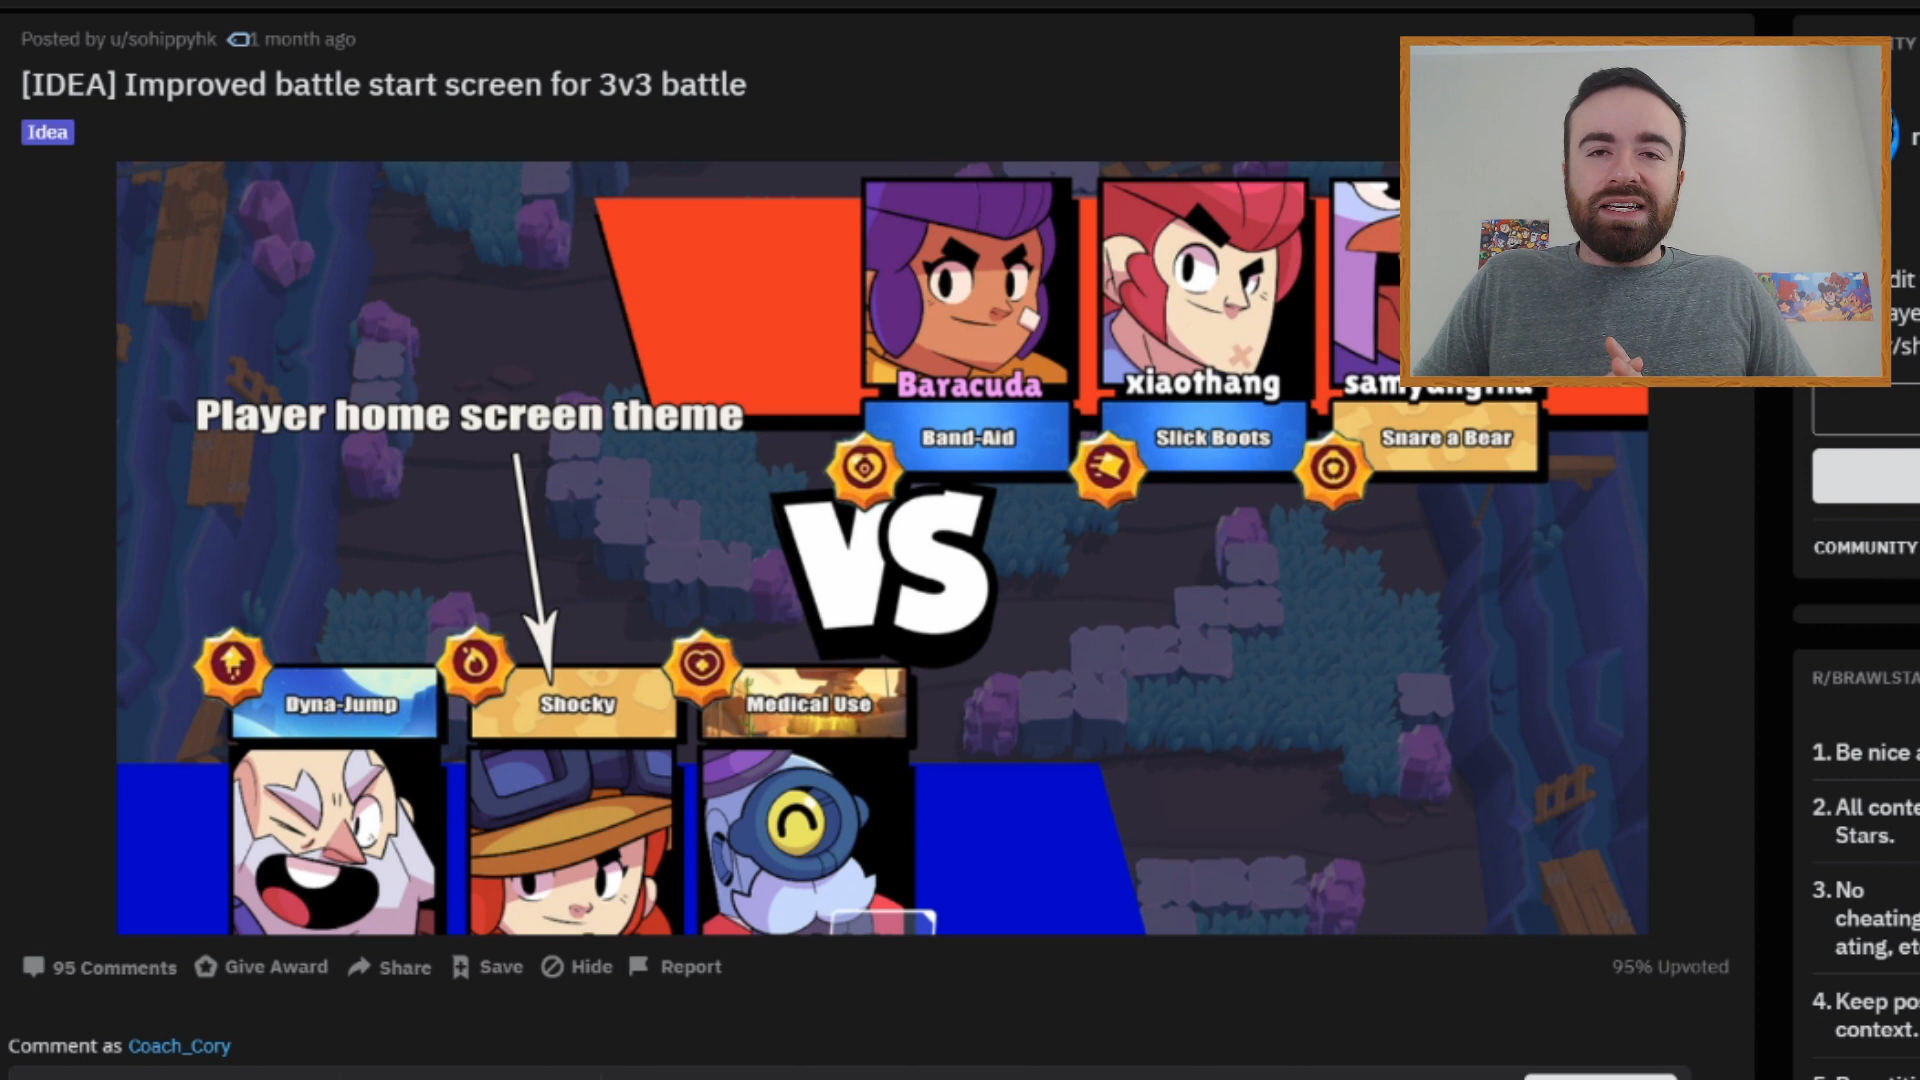 Posted by u/sohippyhk 1 month ago
[IDEA] Improved battle start screen for 3v3 battle
Idea
Baracuda
xiaothang
Player home screen theme
Band-Aid
Slick Boots
Snare a Bear
VS
Dyna-Jump
Shocky
Medical Use
95 Comments
Give Award
Share
Save
Hide
Report
95% Upvoted
Comment as Coach_Cory
COMMUNITY
R/BRAWLSTA
1. Be nice a
2. All conte
Stars.
3. No
cheating
ating, et
4. Keep po
context.